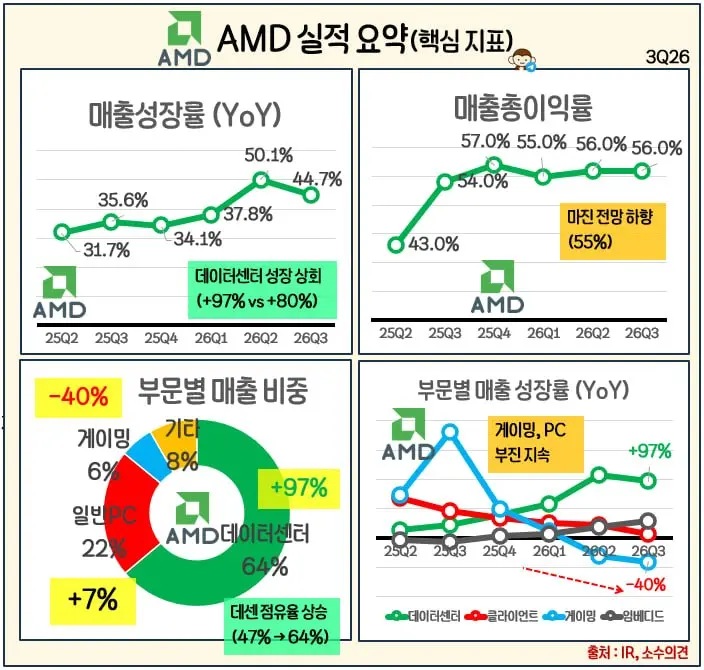 AMD
AMD 실적 요약(핵심 지표)
3Q26
매출성장률 (YoY)
50.1%
44.7%
35.6%
37.8%
31.7%
34.1%
데이터센터 성장 상회
(+97% vs +80%)
AMD
25Q2 25Q3 25Q4 26Q1 26Q2 26Q3
매출총이익률
57.0% 55.0% 56.0% 56.0%
54.0%
43.0%
마진 전망 하향
(55%)
AMD
25Q2 25Q3 25Q4 26Q1 26Q2 26Q3
부문별 매출 비중
-40%
게이밍
6%
기타
8%
+97%
일반PC
22%
AMD
데이터센터
64%
+7%
데센 점유율 상승
(47% → 64%)
부문별 매출 성장률 (YoY)
AMD
게이밍, PC
부진 지속
+97%
25Q2 25Q3 25Q4 26Q1 26Q2 26Q3
-40%
데이터센터 클라이언트 게이밍 임베디드
출처 : IR, 소수의견